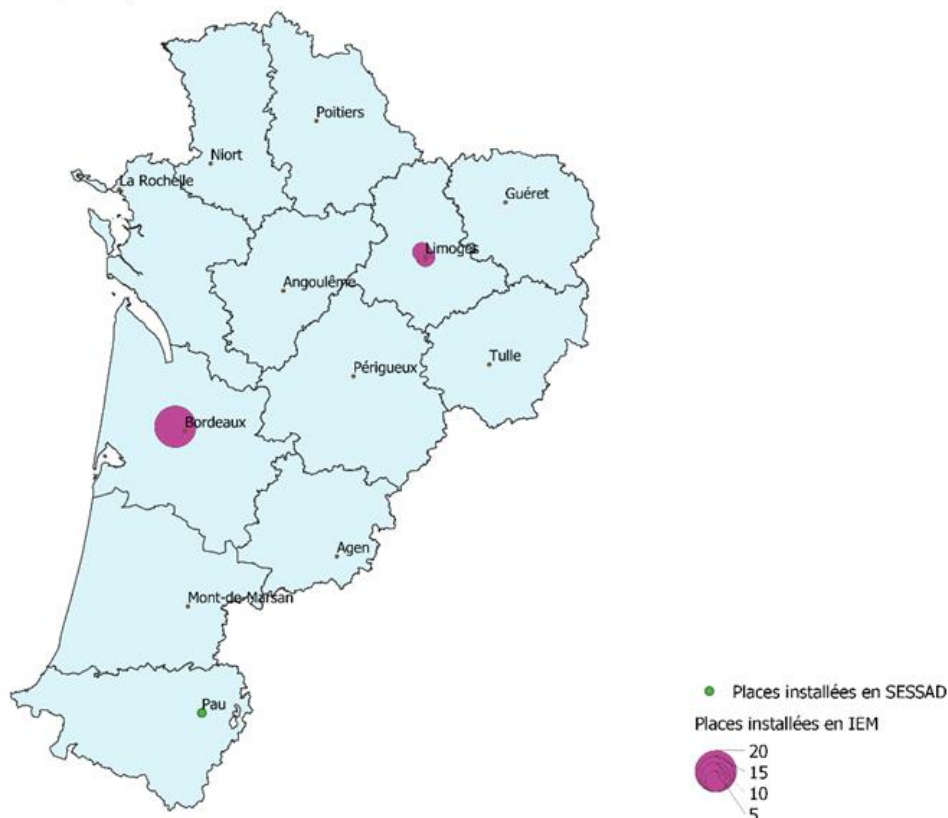 Poitiers
Niort
La Rochelle
Guéret
Limoges
Angoulême
Tulle
Périgueux
Bordeaux
Agen
Mont-de-Marsan
Pau
Places installées en SESSAD
Places installées en IEM
20
15
10
5